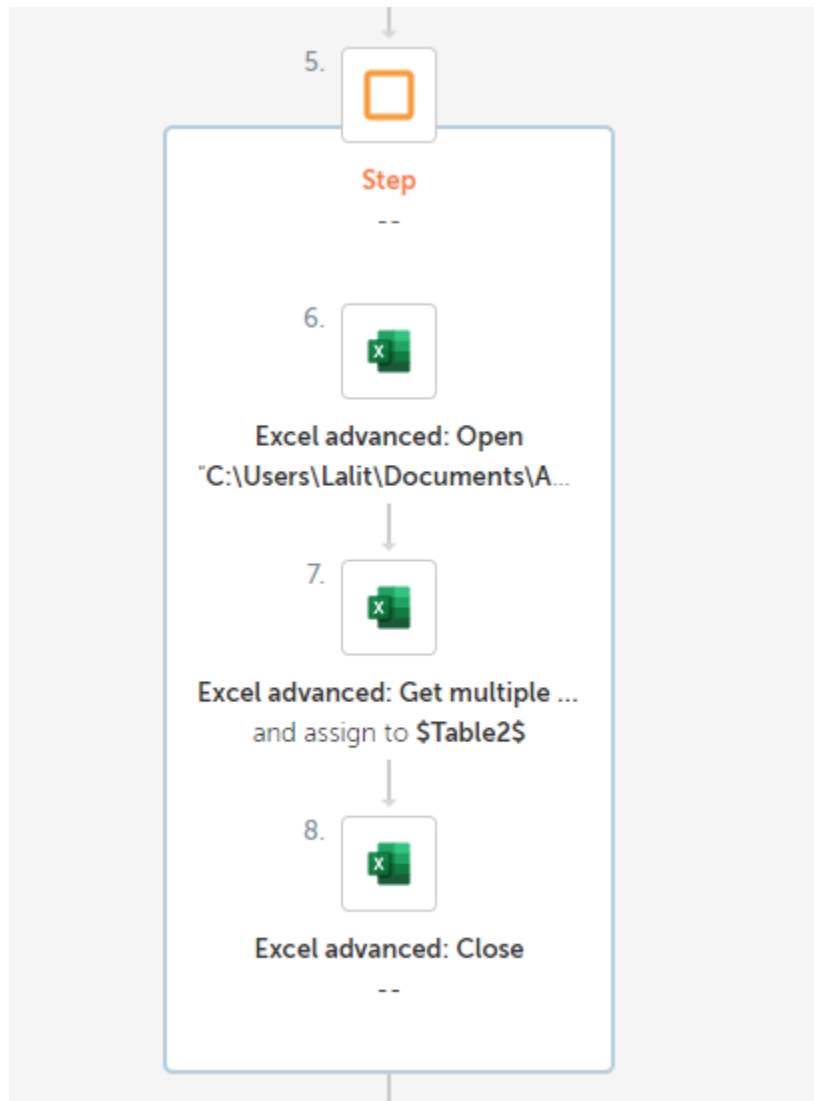 5.
Step
--
6.
Excel advanced: Open
"C:\Users\Lalit\Documents\A...
7.
Excel advanced: Get multiple ...
and assign to $Table2$
8.
Excel advanced: Close
--